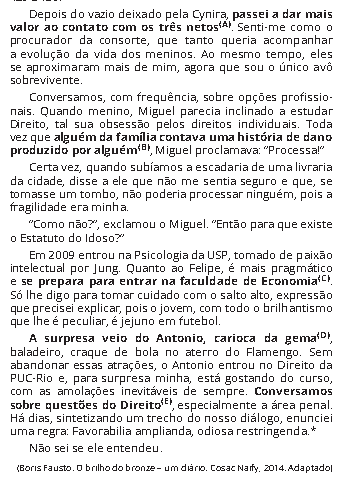 Depois do vazio deixado pela Cynira, passei a dar mais
valor ao contato com os três netos(A). Senti-me como o
procurador da consorte, que tanto queria acompanhar
a evolução da vida dos meninos. Ao mesmo tempo, eles
se aproximaram mais de mim, agora que sou o único avô
sobrevivente.
Conversamos, com frequência, sobre opções profissio-
nais. Quando menino, Miguel parecia inclinado a estudar
Direito, tal sua obsessão pelos direitos individuais. Toda
vez que alguém da família contava uma história de dano
produzido por alguém(B), Miguel proclamava: “Processa!”
Certa vez, quando subíamos a escadaria de uma livraria
da cidade, disse a ele que não me sentia seguro e que, se
tomasse um tombo, não poderia processar ninguém, pois a
fragilidade era minha.
“Como não?”, exclamou o Miguel. “Então para que existe
o Estatuto do Idoso?”
Em 2009 entrou na Psicologia da USP, tomado de paixão
intelectual por Jung. Quanto ao Felipe, é mais pragmático
e se prepara para entrar na faculdade de Economia(C).
Só lhe digo para tomar cuidado com o salto alto, expressão
que precisei explicar, pois o jovem, com todo o brilhantismo
que lhe é peculiar, é jejuno em futebol.
A surpresa veio do Antonio, carioca da gema(D),
baladeiro, craque de bola no aterro do Flamengo. Sem
abandonar essas atrações, o Antonio entrou no Direito da
PUC-Rio e, para surpresa minha, está gostando do curso,
com as amolações inevitáveis de sempre. Conversamos
sobre questões do Direito(E), especialmente a área penal.
Há dias, sintetizando um trecho do nosso diálogo, enunciei
uma regra: Favorabilia amplianda, odiosa restringenda.*
Não sei se ele entendeu.
(Boris Fausto. O brilho do bronze – um diário. Cosac Naify, 2014. Adaptado)